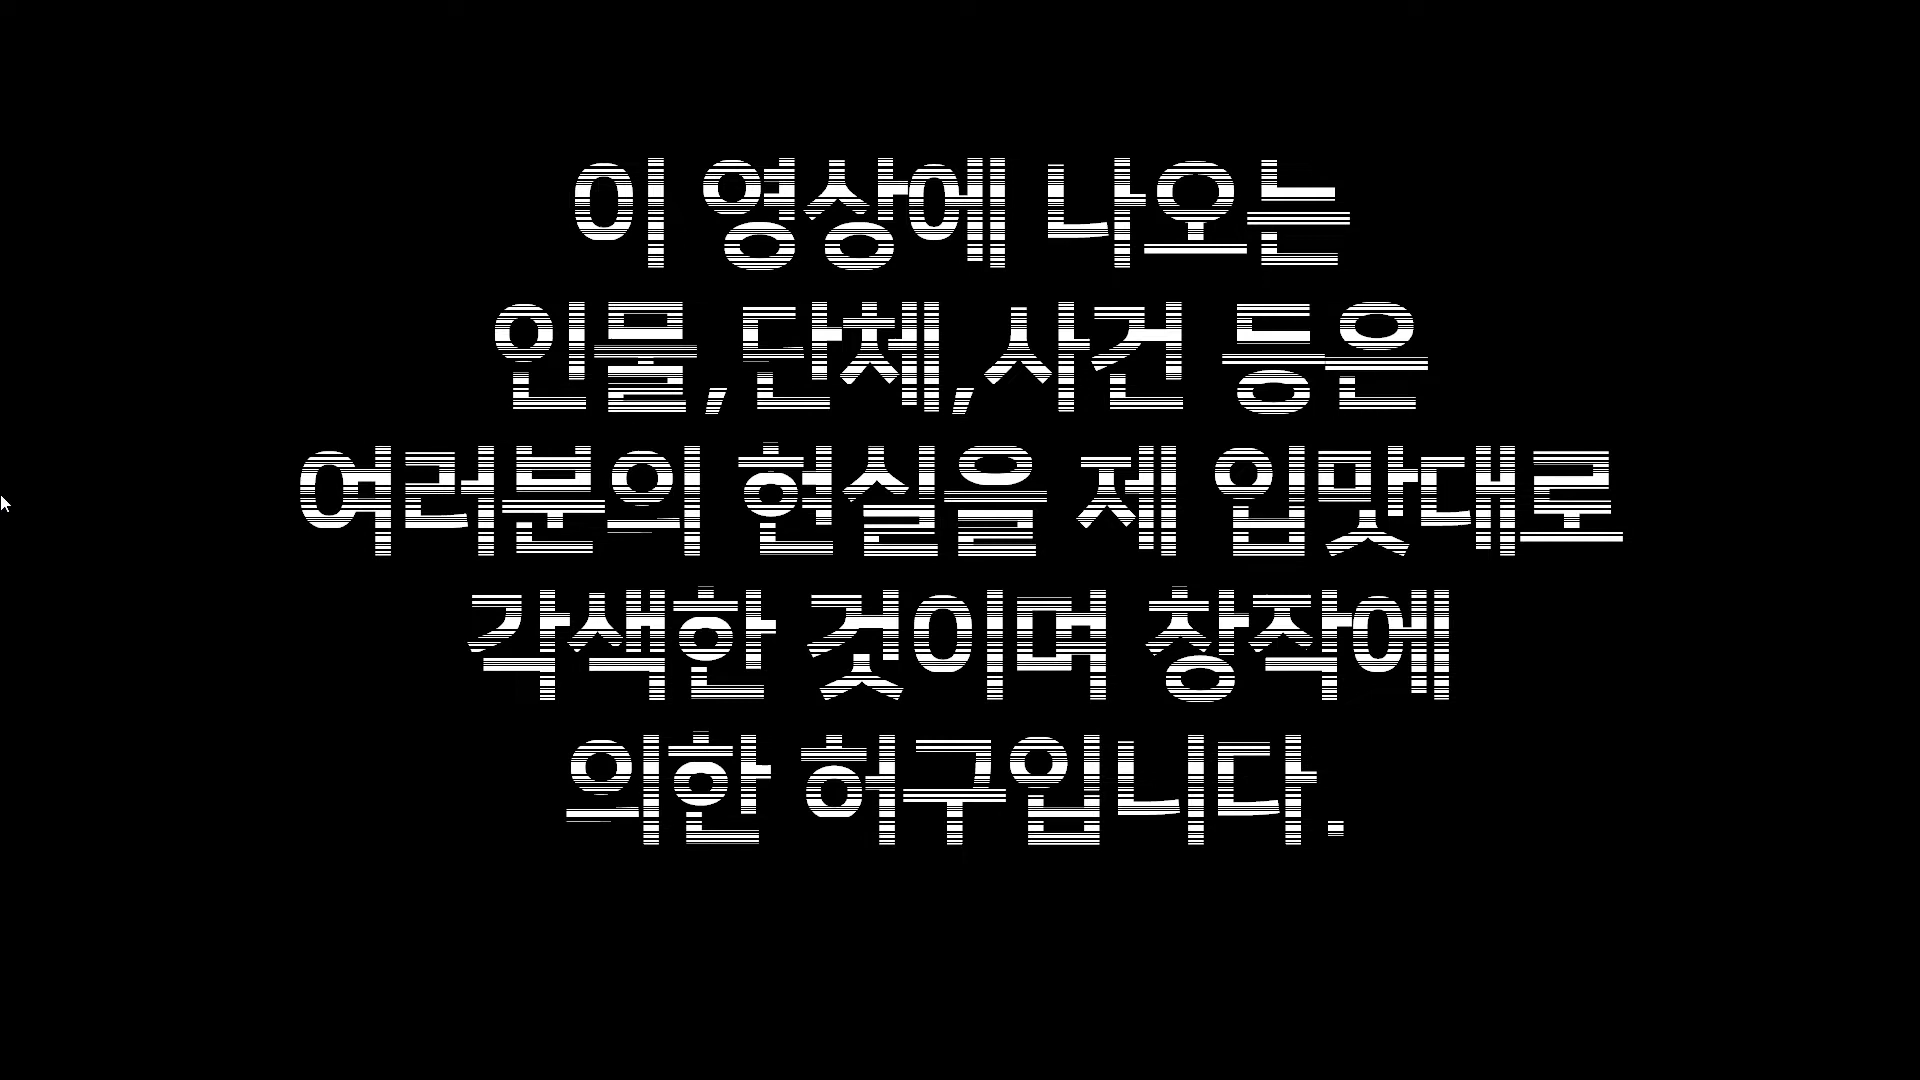 이 영상에 나오는
인물,단체,사건 등은
여러분의 현실을 제 입맛대로
각색한 것이며 창작에
의한 허구입니다.